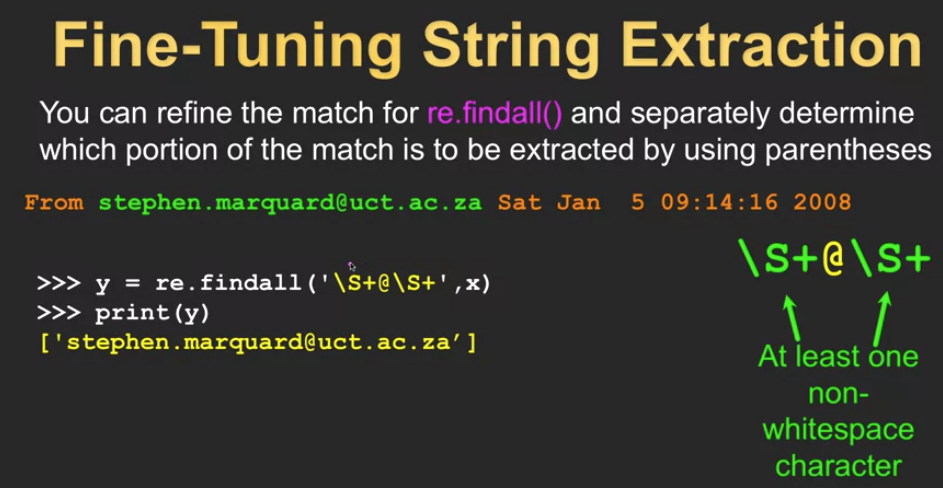 Fine-Tuning String Extraction
You can refine the match for re.findall() and separately determine
which portion of the match is to be extracted by using parentheses
From stephen.marquard@uct.ac.za Sat Jan  5 09:14:16 2008
\S+@\S+
>>> y = re.findall('\S+@\S+',x)
>>> print(y)
['stephen.marquard@uct.ac.za’]
At least one
non-
whitespace
character